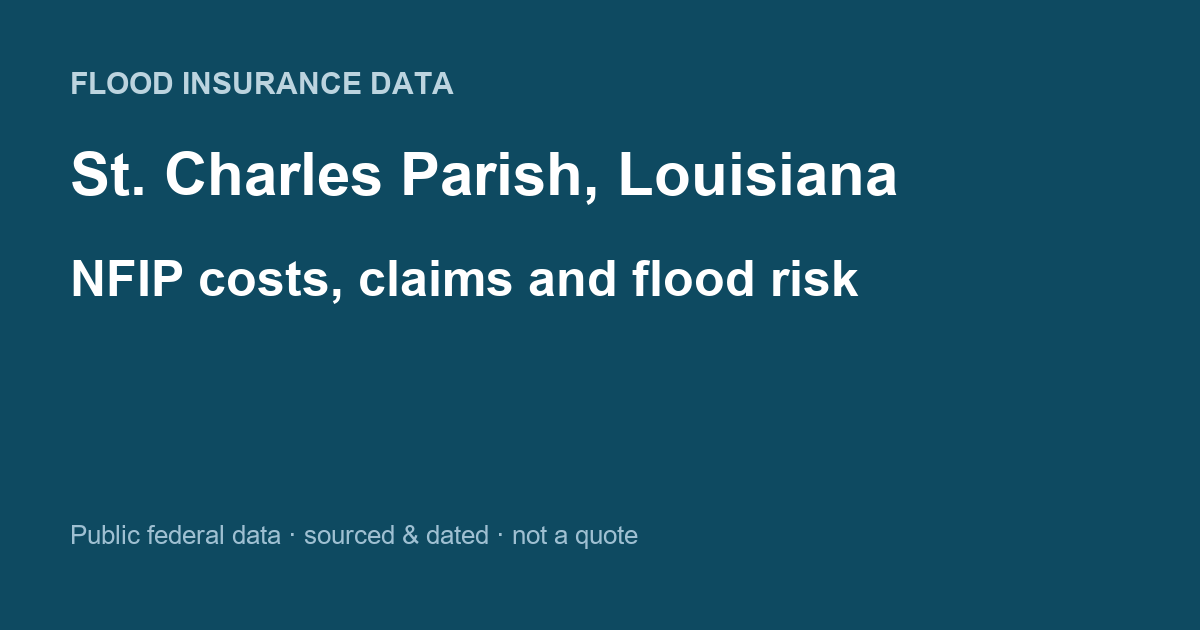 FLOOD INSURANCE DATA
St. Charles Parish, Louisiana
NFIP costs, claims and flood risk
Public federal data · sourced & dated · not a quote